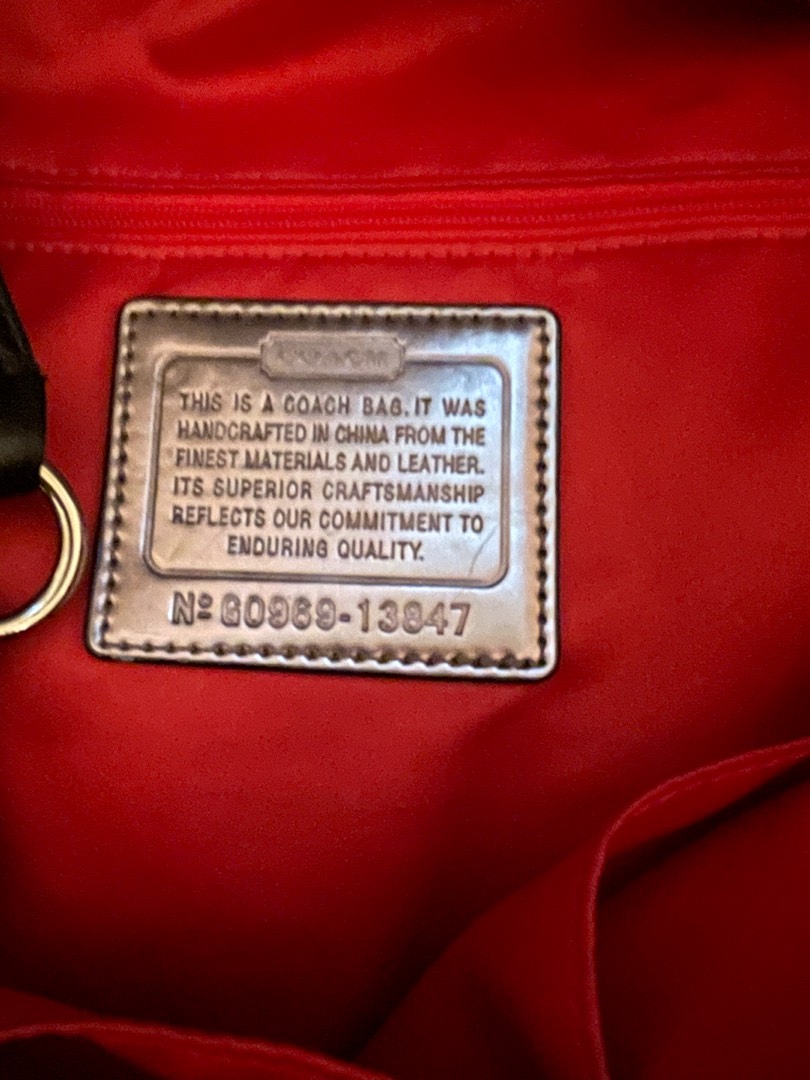 COACH
THIS IS A COACH BAG. IT WAS
HANDCRAFTED IN CHINA FROM THE
FINEST MATERIALS AND LEATHER.
ITS SUPERIOR CRAFTSMANSHIP
REFLECTS OUR COMMITMENT TO
ENDURING QUALITY.
Nº G0969-13847